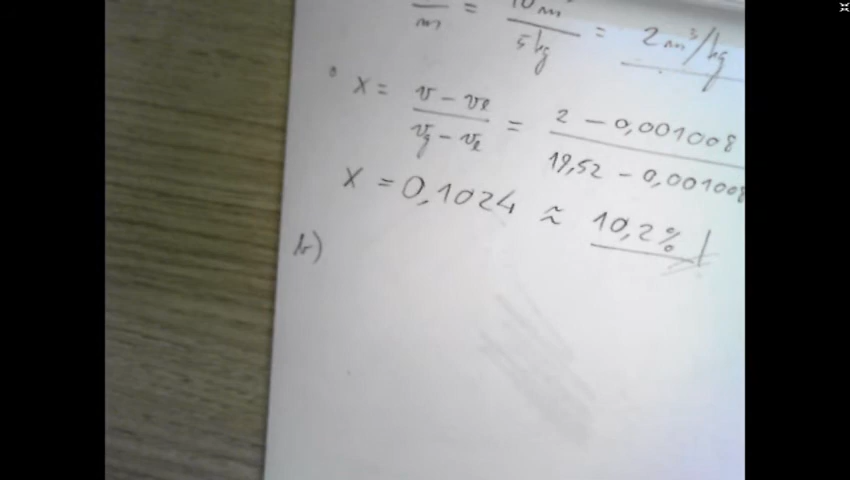 /m = 10 m³ / 5 kg = 2 m³/kg
x = (v - vℓ) / (vg - vℓ) = (2 - 0,001008) / (19,52 - 0,001008)
x = 0,1024 ≈ 10,2%
b)